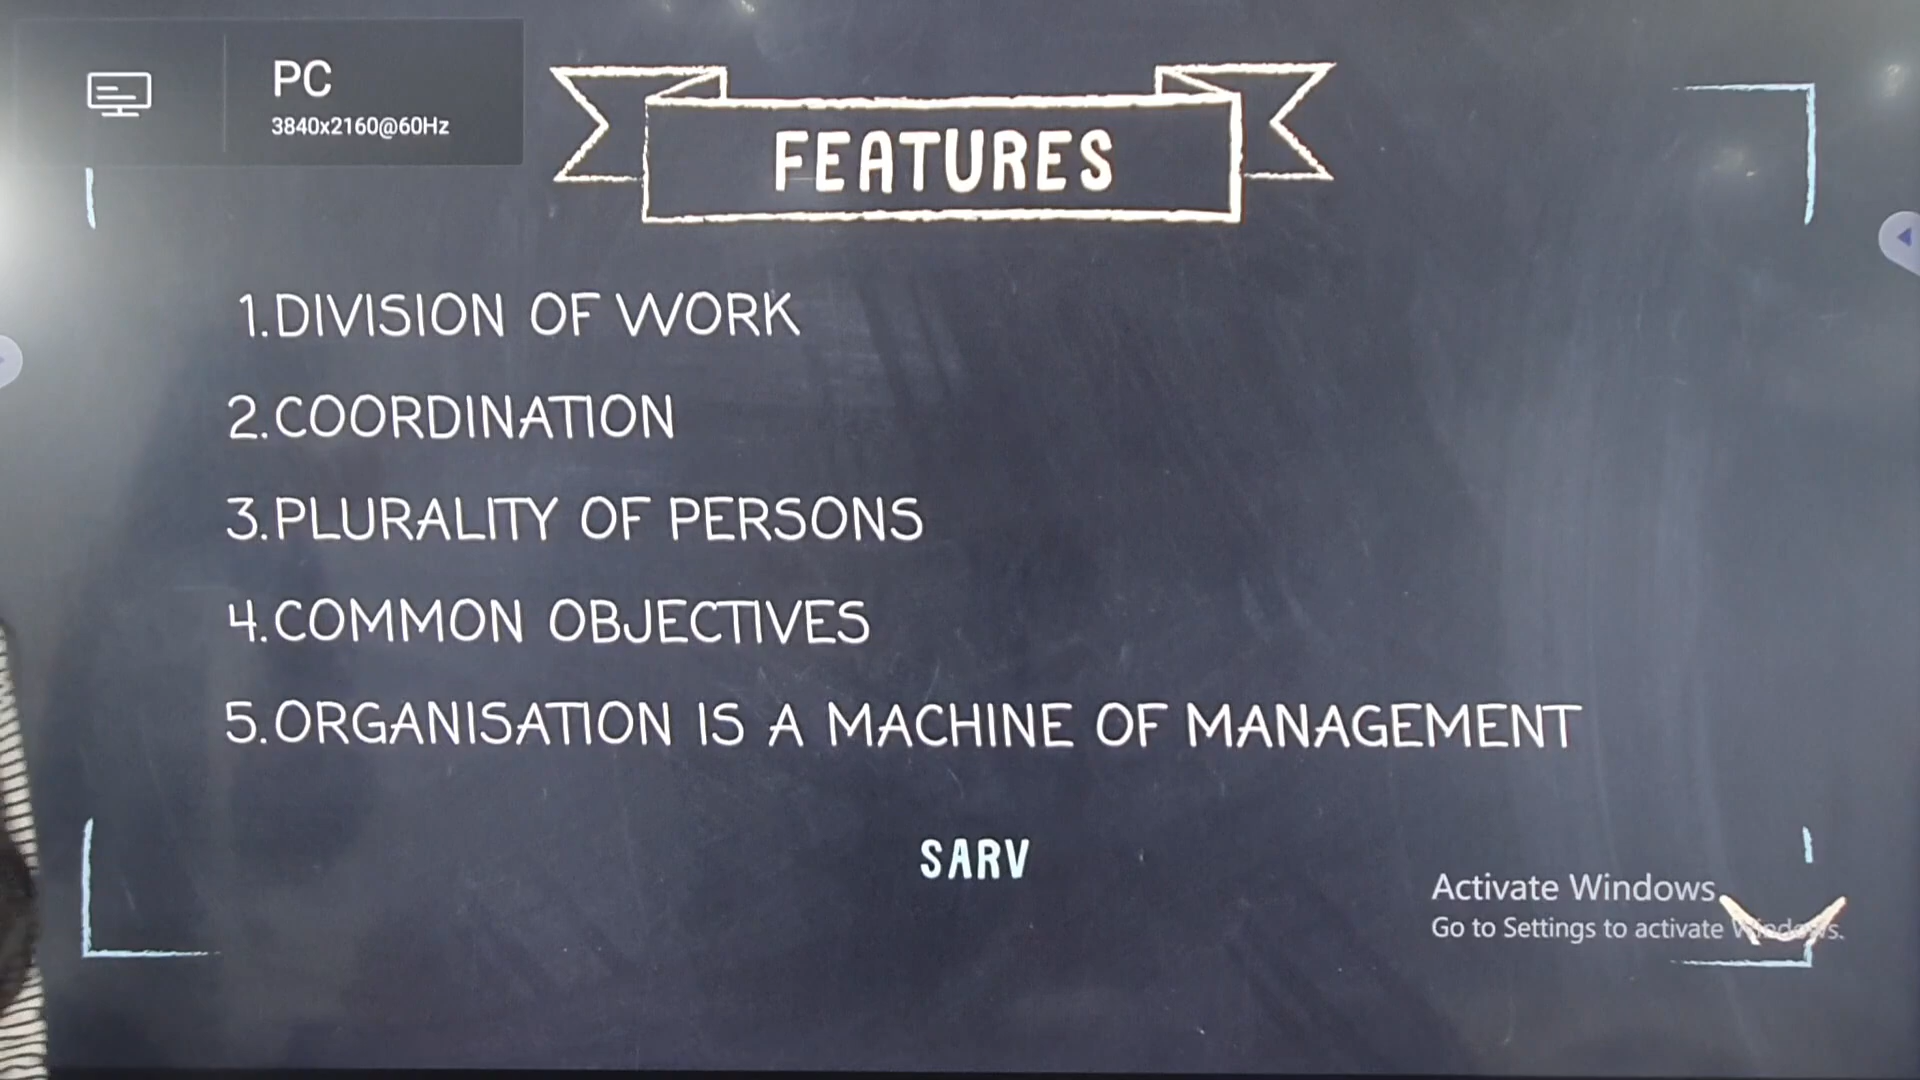 PC
3840x2160@60Hz
FEATURES
1. DIVISION OF WORK
2. COORDINATION
3. PLURALITY OF PERSONS
4. COMMON OBJECTIVES
5. ORGANISATION IS A MACHINE OF MANAGEMENT
SARV
Activate Windows
Go to Settings to activate Windows.